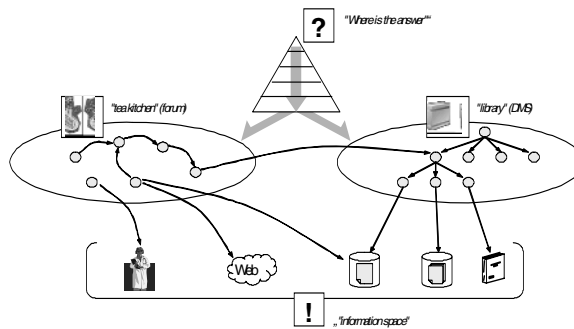 ?
"Where is the answer""
"tea kitchen" (forum)
"library" (DMS)
Web
!
„"Information space"